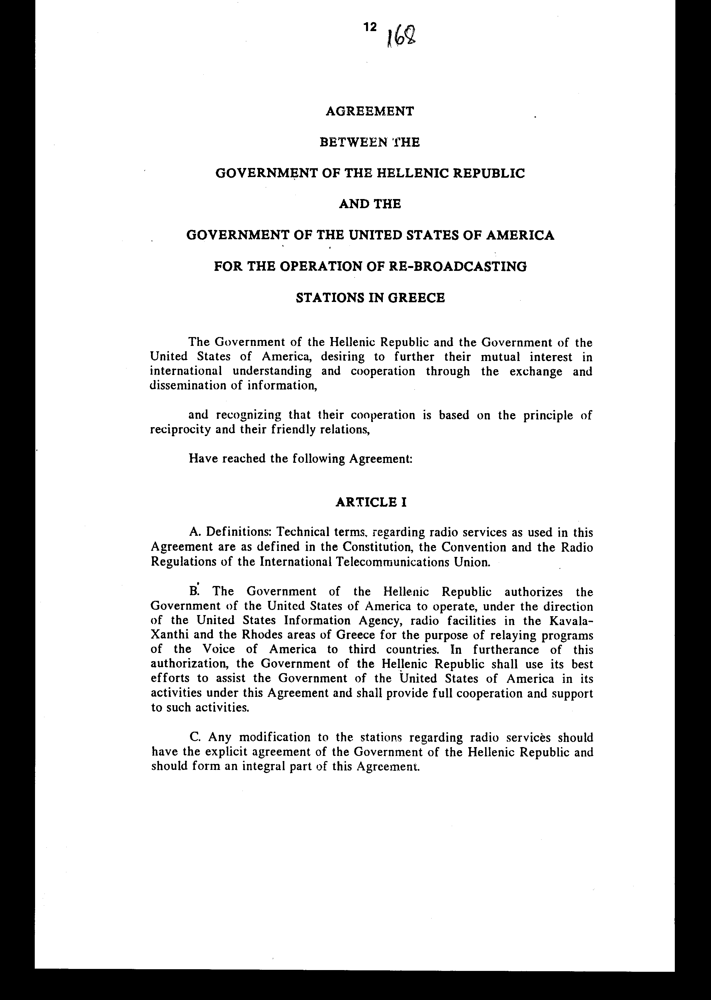 12 168
AGREEMENT
BETWEEN THE
GOVERNMENT OF THE HELLENIC REPUBLIC
AND THE
GOVERNMENT OF THE UNITED STATES OF AMERICA
FOR THE OPERATION OF RE-BROADCASTING
STATIONS IN GREECE
The Government of the Hellenic Republic and the Government of the
United States of America, desiring to further their mutual interest in
international understanding and cooperation through the exchange and
dissemination of information,
and recognizing that their cooperation is based on the principle of
reciprocity and their friendly relations,
Have reached the following Agreement:
ARTICLE I
A. Definitions: Technical terms, regarding radio services as used in this
Agreement are as defined in the Constitution, the Convention and the Radio
Regulations of the International Telecommunications Union.
B. The Government of the Hellenic Republic authorizes the
Government of the United States of America to operate, under the direction
of the United States Information Agency, radio facilities in the Kavala-
Xanthi and the Rhodes areas of Greece for the purpose of relaying programs
of the Voice of America to third countries. In furtherance of this
authorization, the Government of the Hellenic Republic shall use its best
efforts to assist the Government of the United States of America in its
activities under this Agreement and shall provide full cooperation and support
to such activities.
C. Any modification to the stations regarding radio services should
have the explicit agreement of the Government of the Hellenic Republic and
should form an integral part of this Agreement.